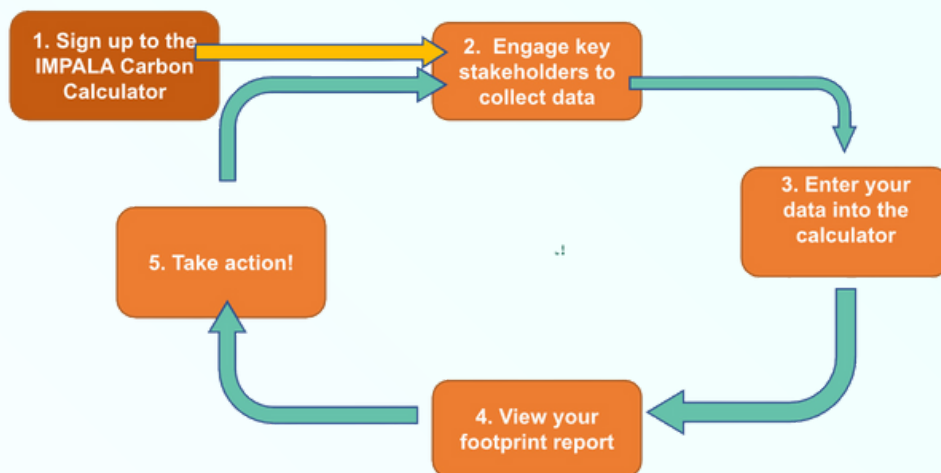 1. Sign up to the
IMPALA Carbon
Calculator
2. Engage key
stakeholders to
collect data
3. Enter your
data into the
calculator
4. View your
footprint report
5. Take action!